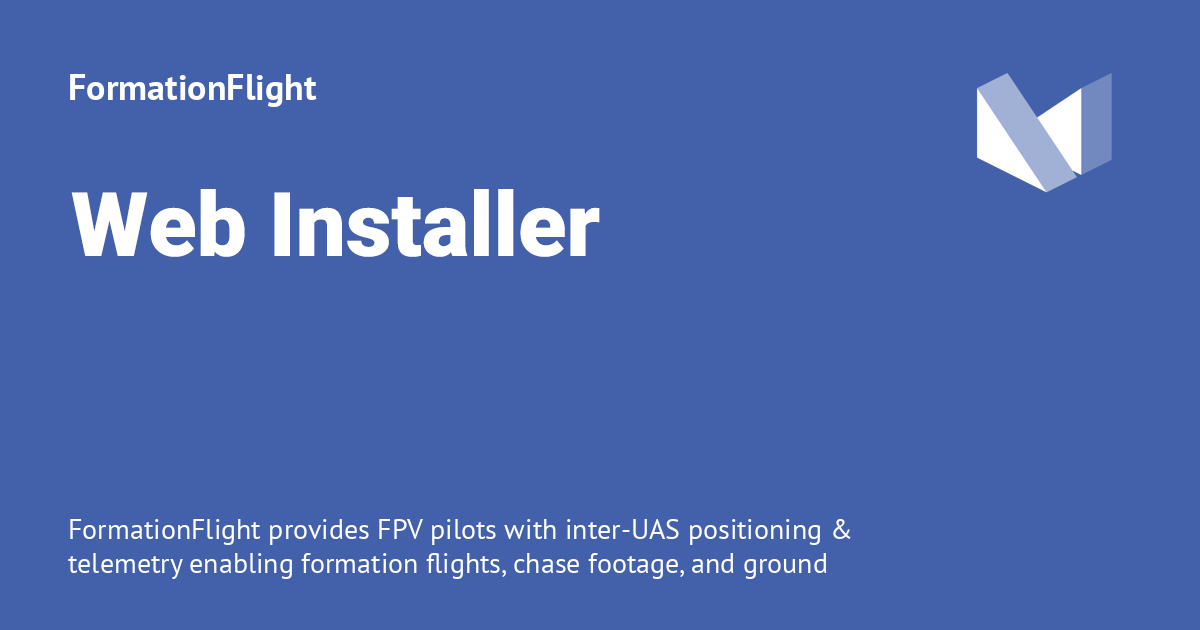 FormationFlight
Web Installer
FormationFlight provides FPV pilots with inter-UAS positioning &
telemetry enabling formation flights, chase footage, and ground